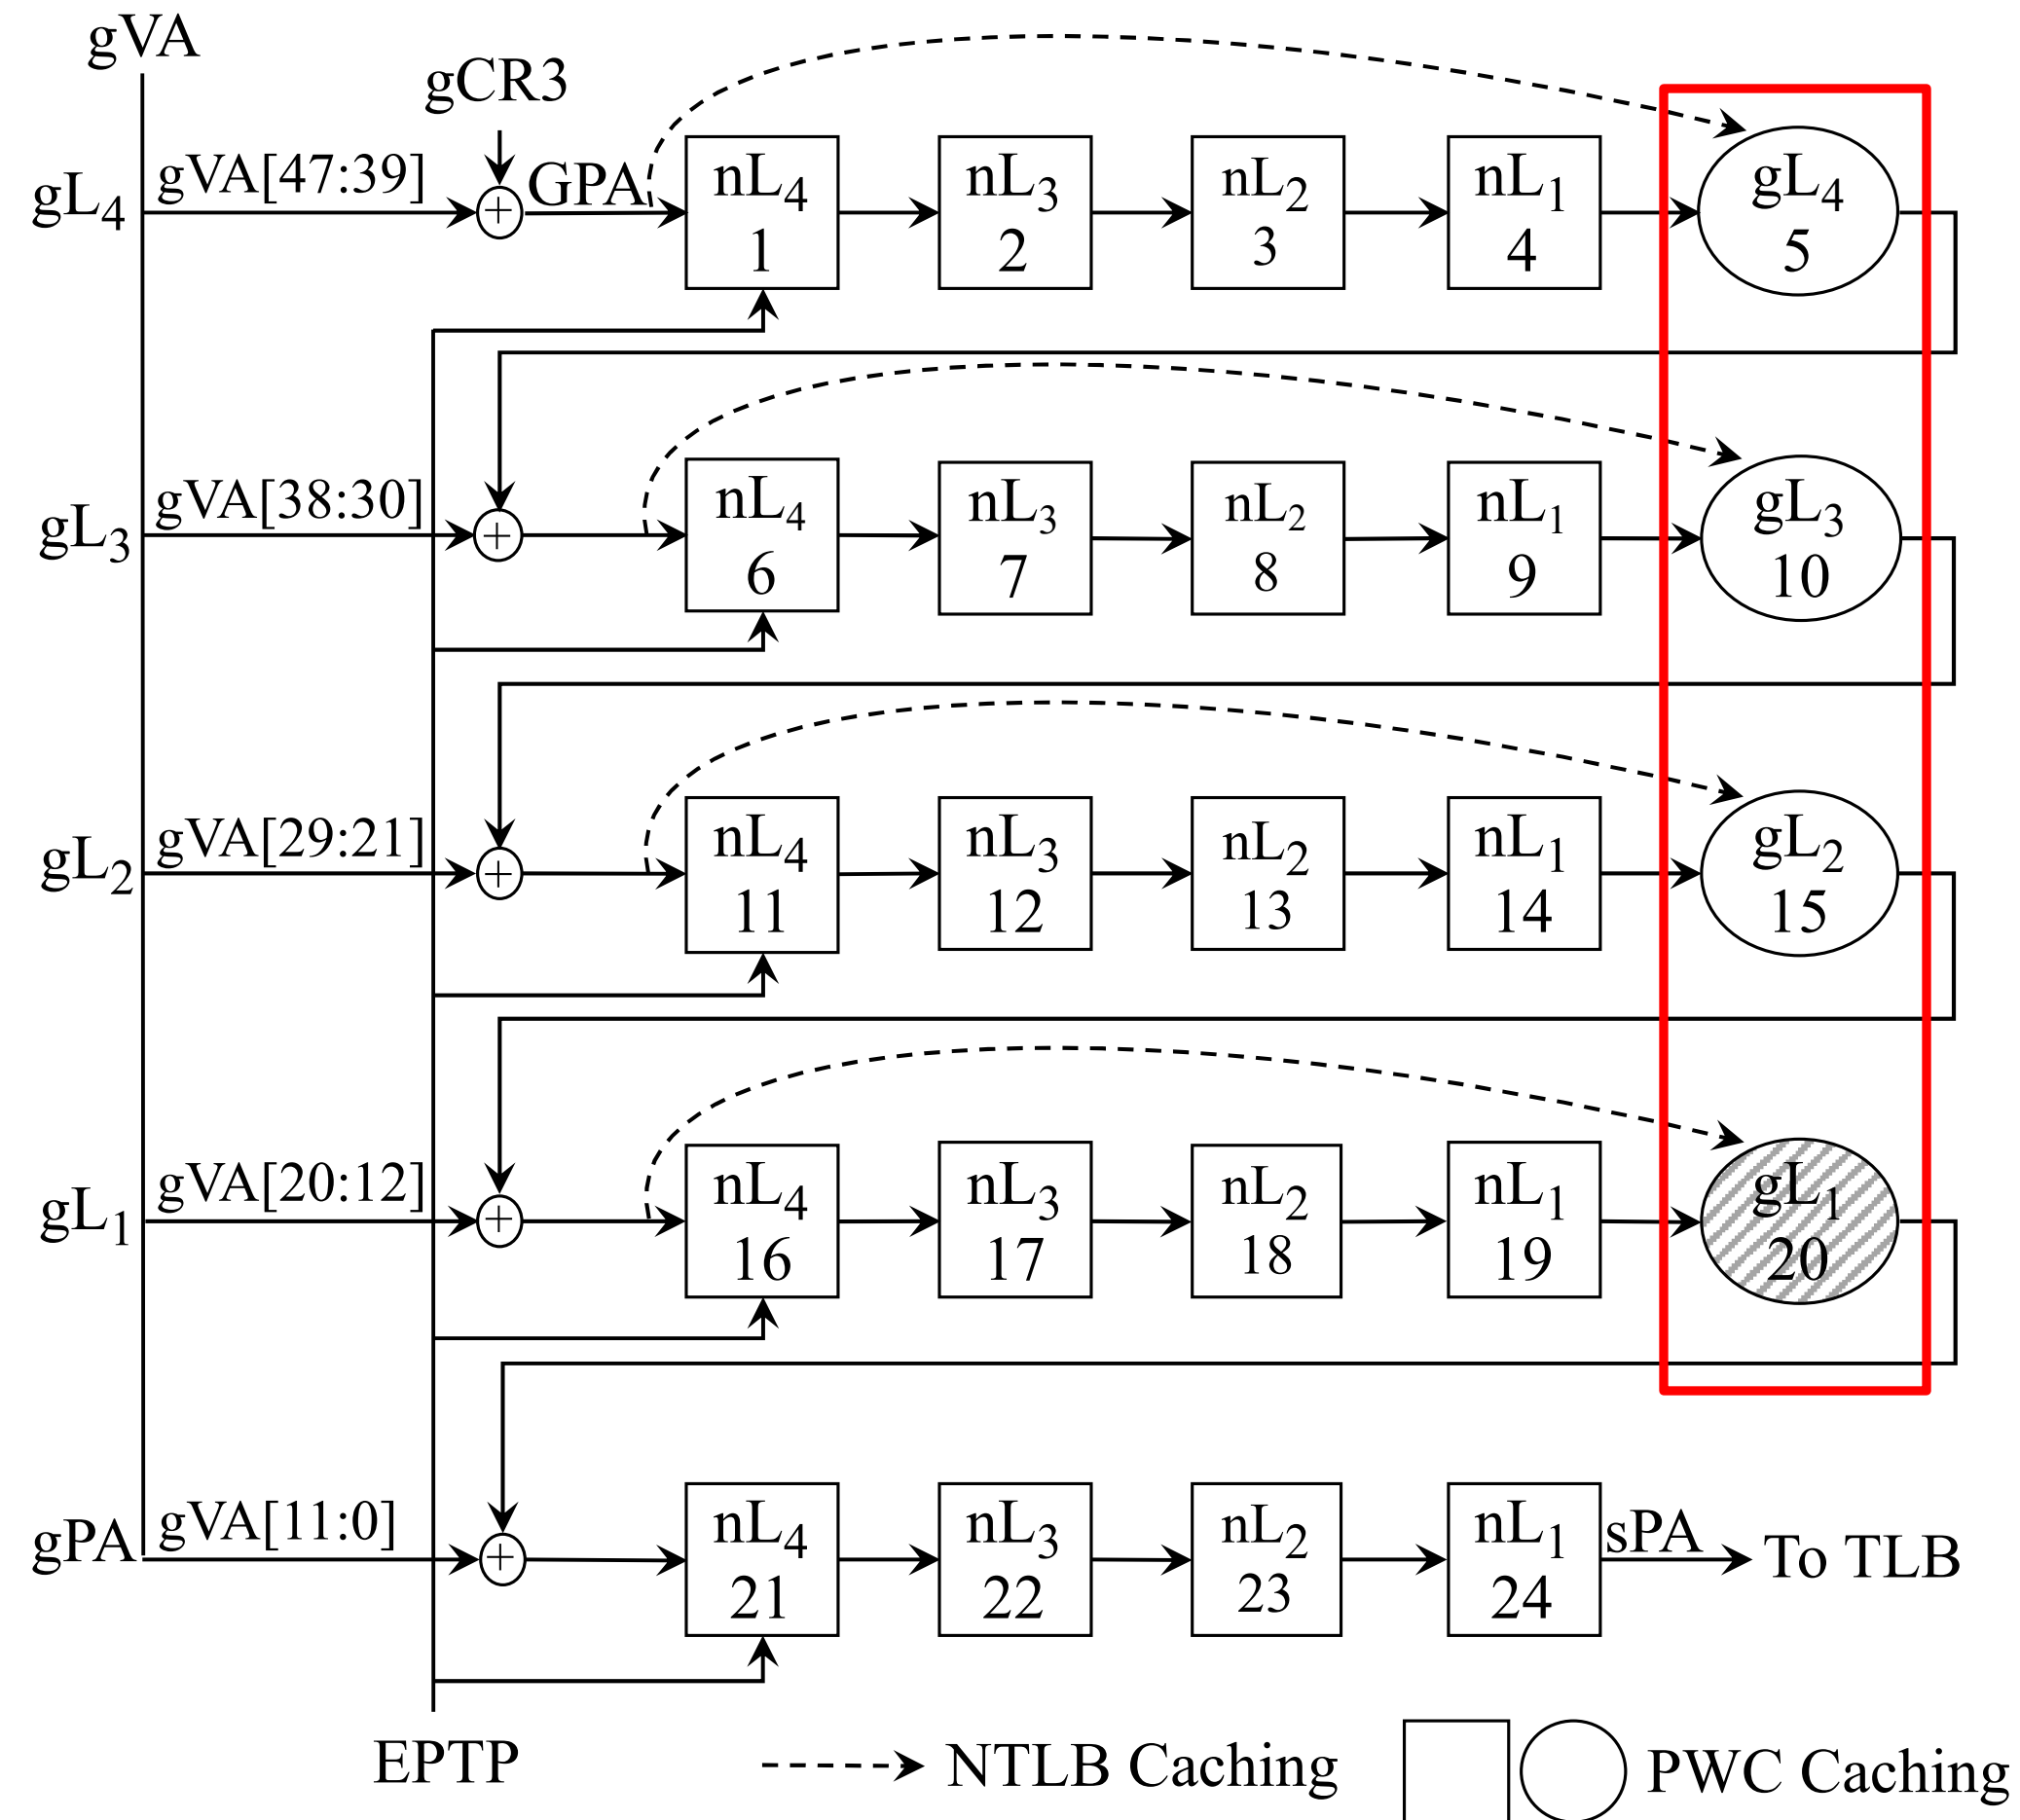 gVA
gCR3
gL4 gVA[47:39] + GPA nL4 1 nL3 2 nL2 3 nL1 4 gL4 5
gL3 gVA[38:30] + nL4 6 nL3 7 nL2 8 nL1 9 gL3 10
gL2 gVA[29:21] + nL4 11 nL3 12 nL2 13 nL1 14 gL2 15
gL1 gVA[20:12] + nL4 16 nL3 17 nL2 18 nL1 19 gL1 20
gPA gVA[11:0] + nL4 21 nL3 22 nL2 23 nL1 24 sPA To TLB
EPTP NTLB Caching PWC Caching